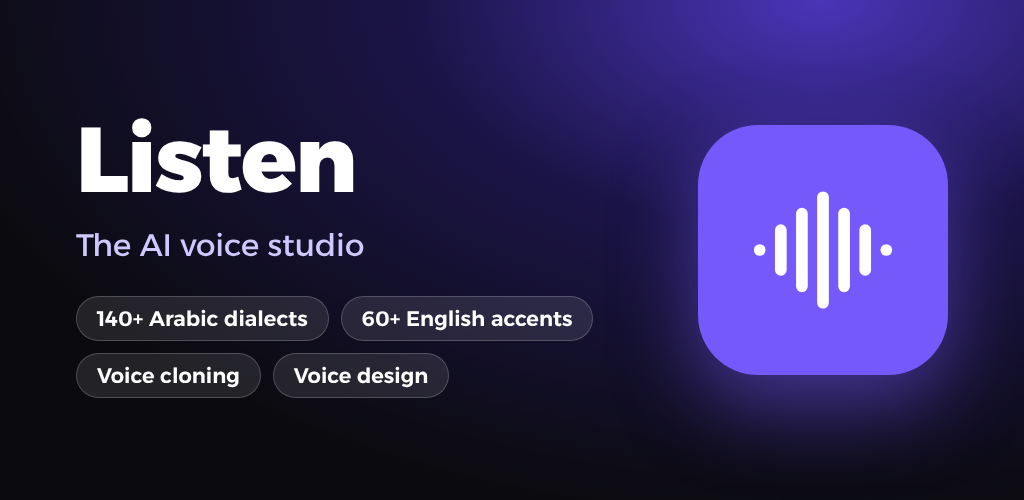 Listen
The AI voice studio
140+ Arabic dialects
60+ English accents
Voice cloning
Voice design